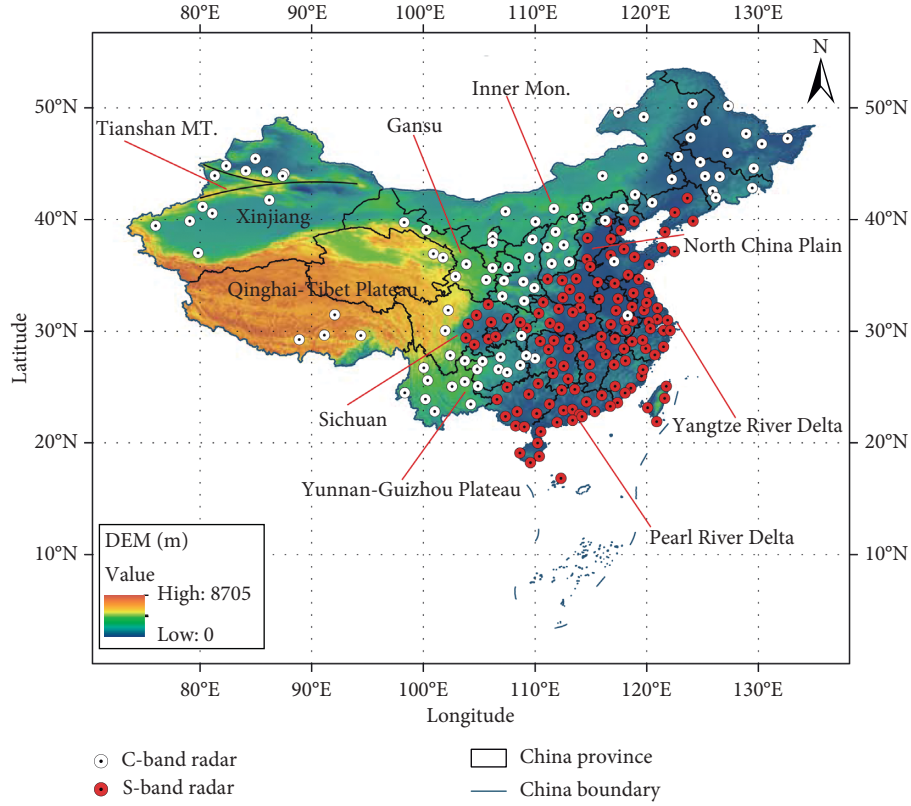 80°E 90°E 100°E 110°E 120°E 130°E
N
Inner Mon.
50°N 50°N
Gansu
Tianshan MT.
40°N Xinjiang 40°N
North China Plain
Qinghai-Tibet Plateau
30°N 30°N
Latitude
Sichuan
Yangtze River Delta
20°N 20°N
Yunnan-Guizhou Plateau
Pearl River Delta
10°N 10°N
DEM (m)
Value
High: 8705
Low: 0
80°E 90°E 100°E 110°E 120°E 130°E
Longitude
C-band radar
S-band radar
China province
China boundary